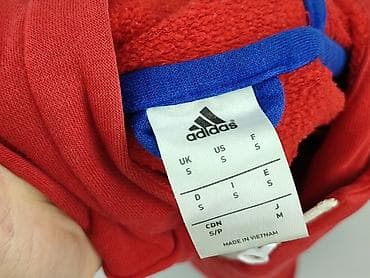 adidas
UK US F
S S S
D I E
S S S
CDN J
S/P M
MADE IN VIETNAM